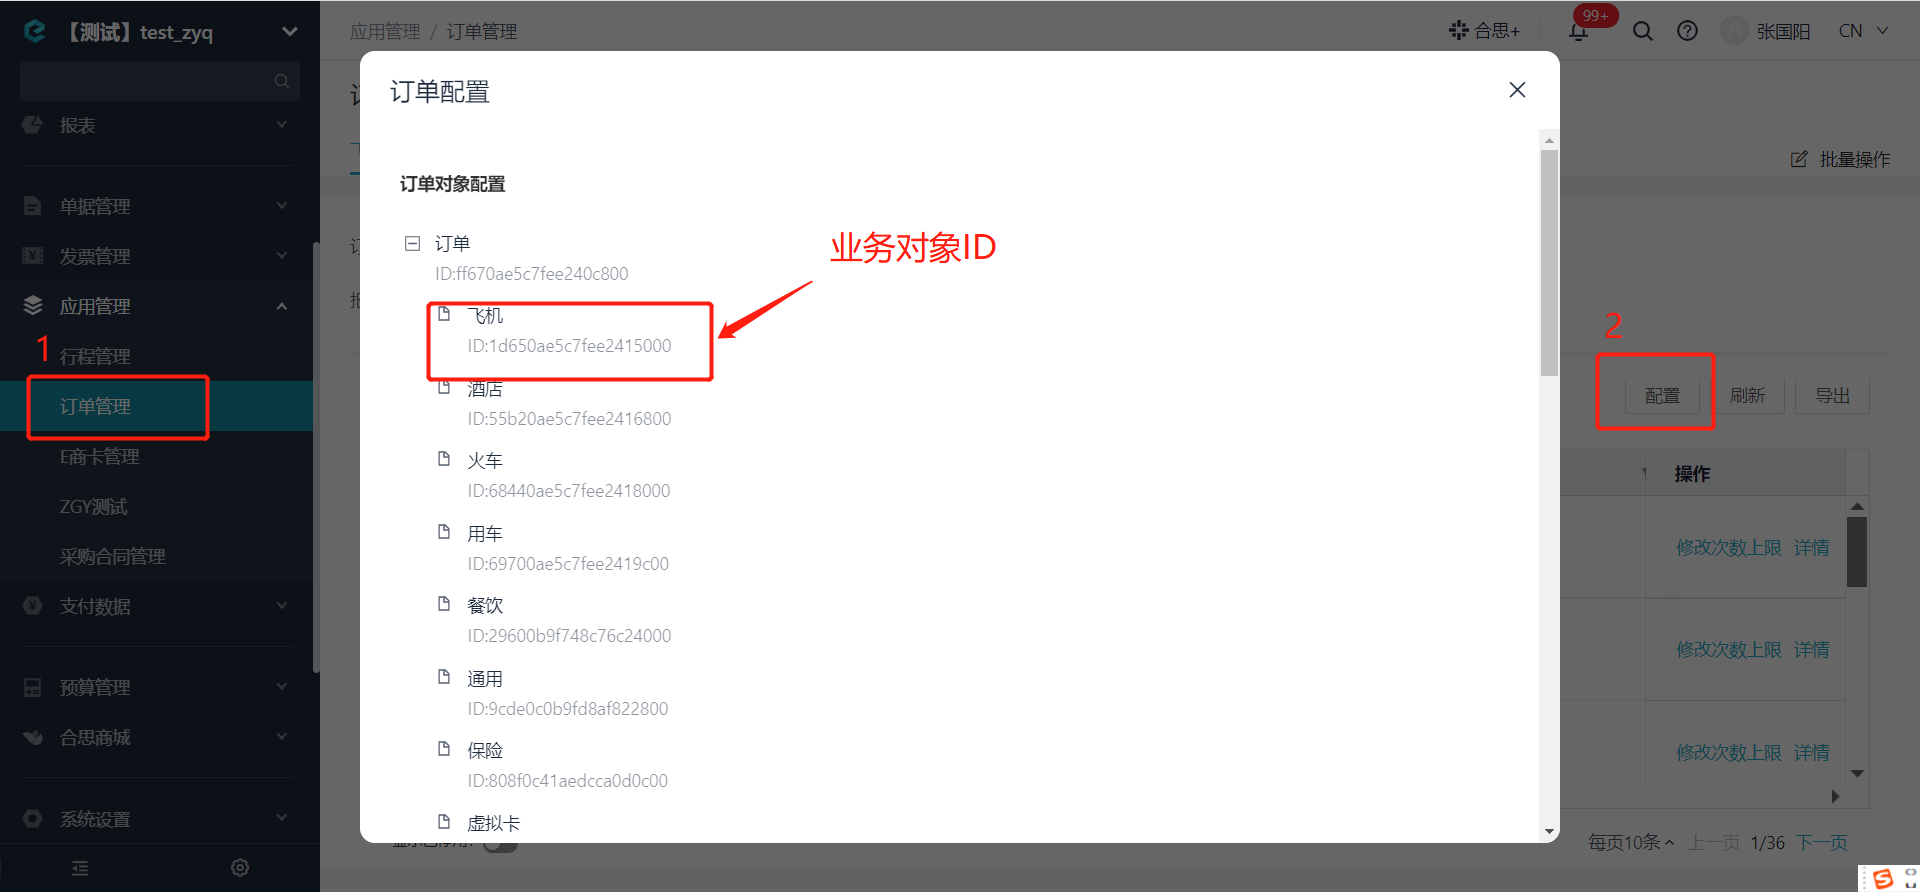 【测试】test_zyq
报表
单据管理
发票管理
应用管理
1
行程管理
订单管理
E商卡管理
ZGY测试
采购合同管理
支付数据
预算管理
合思商城
系统设置
应用管理 / 订单管理
合思+
99+
张国阳
CN
批量操作
订单配置
订单对象配置
订单
ID:ff670ae5c7fee240c800
飞机
ID:1d650ae5c7fee2415000
酒店
ID:55b20ae5c7fee2416800
火车
ID:68440ae5c7fee2418000
用车
ID:69700ae5c7fee2419c00
餐饮
ID:29600b9f748c76c24000
通用
ID:9cde0c0b9fd8af822800
保险
ID:808f0c41aedcca0d0c00
虚拟卡
业务对象ID
2
配置
刷新
导出
操作
修改次数上限 详情
修改次数上限 详情
修改次数上限 详情
每页10条 上一页 1/36 下一页